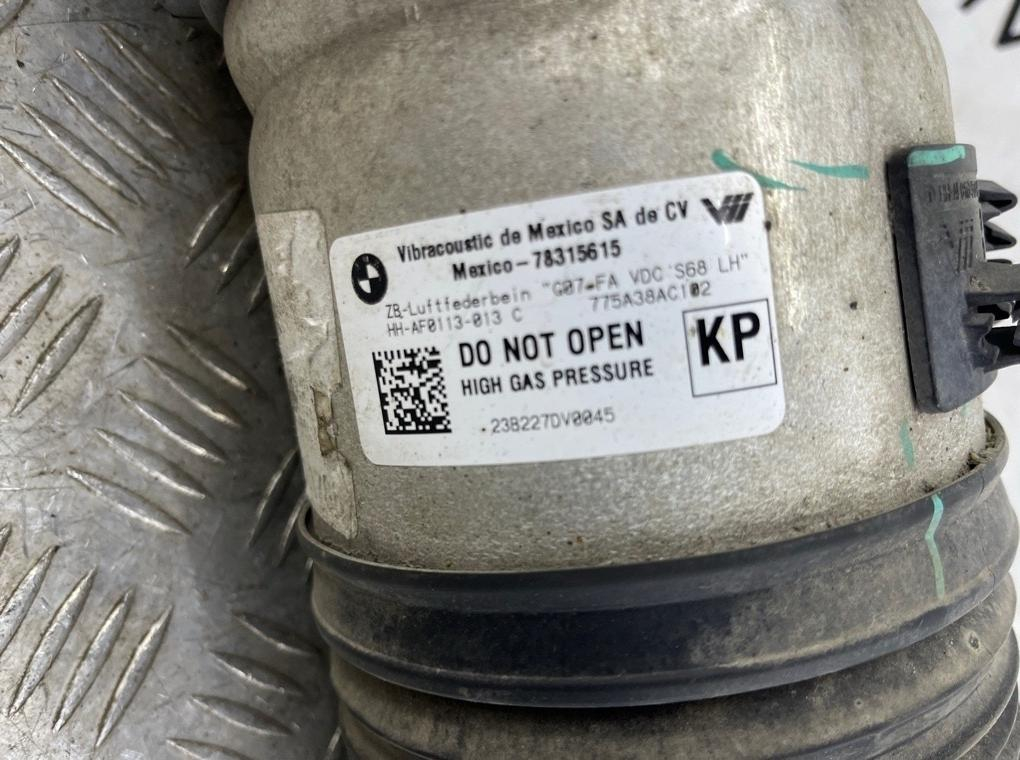 Vibracoustic de Mexico SA de CV
Mexico-78315615
ZB-Luftfederbein "G07-FA VDC S68 LH"
HH-AF0113-013 C 775A38AC102
DO NOT OPEN
HIGH GAS PRESSURE
KP
23B227DV0045